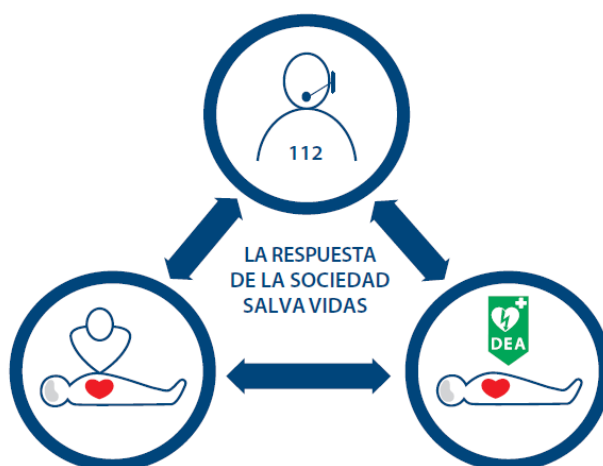 112
LA RESPUESTA
DE LA SOCIEDAD
SALVA VIDAS
DEA